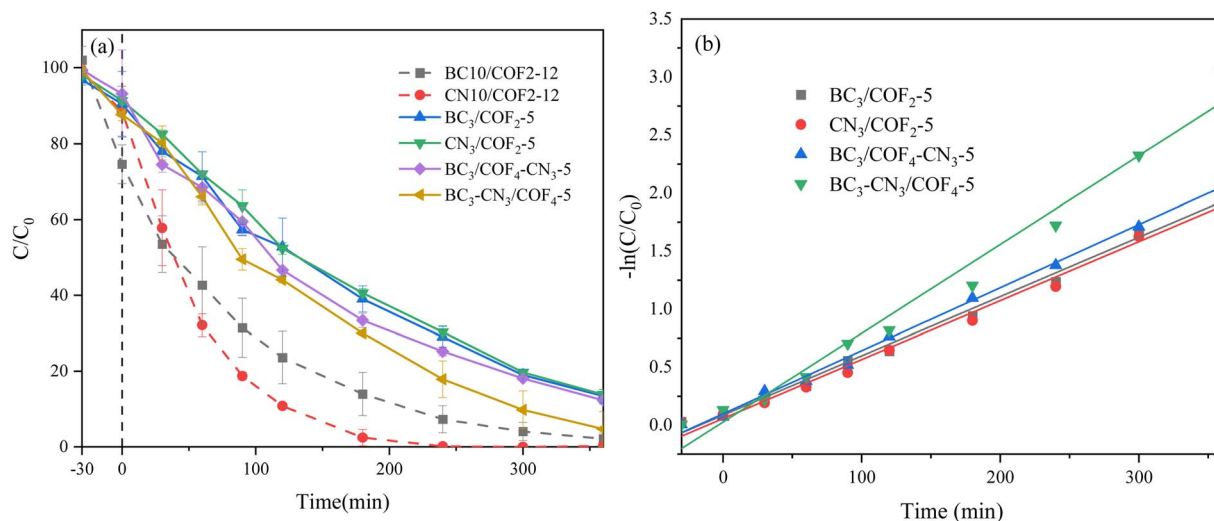 (a)
100
80
60
40
20
0
C/C₀
-30
0
100
200
300
Time(min)
BC10/COF2-12
CN10/COF2-12
BC₃/COF₂-5
CN₃/COF₂-5
BC₃/COF₄-CN₃-5
BC₃-CN₃/COF₄-5
(b)
3.5
3.0
2.5
2.0
1.5
1.0
0.5
0.0
-ln(C/C₀)
0
100
200
300
Time (min)
BC₃/COF₂-5
CN₃/COF₂-5
BC₃/COF₄-CN₃-5
BC₃-CN₃/COF₄-5